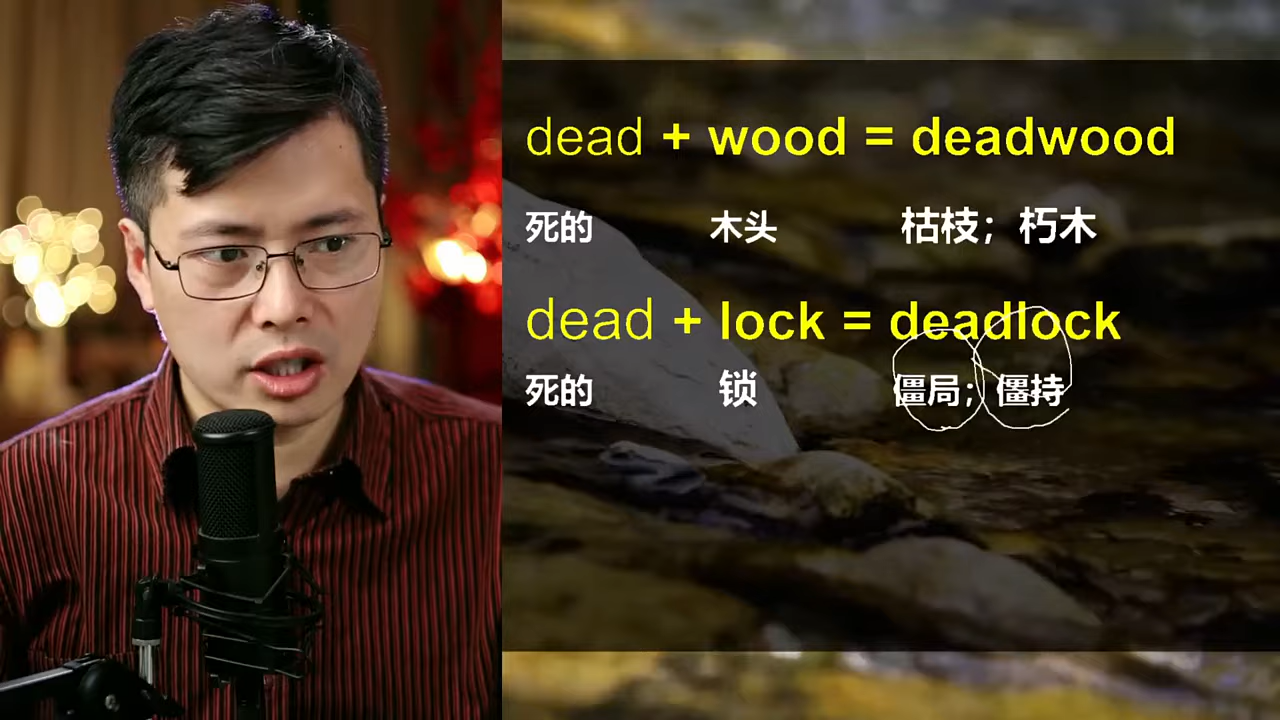 dead + wood = deadwood
死的 木头 枯枝；朽木
dead + lock = deadlock
死的 锁 僵局；僵持